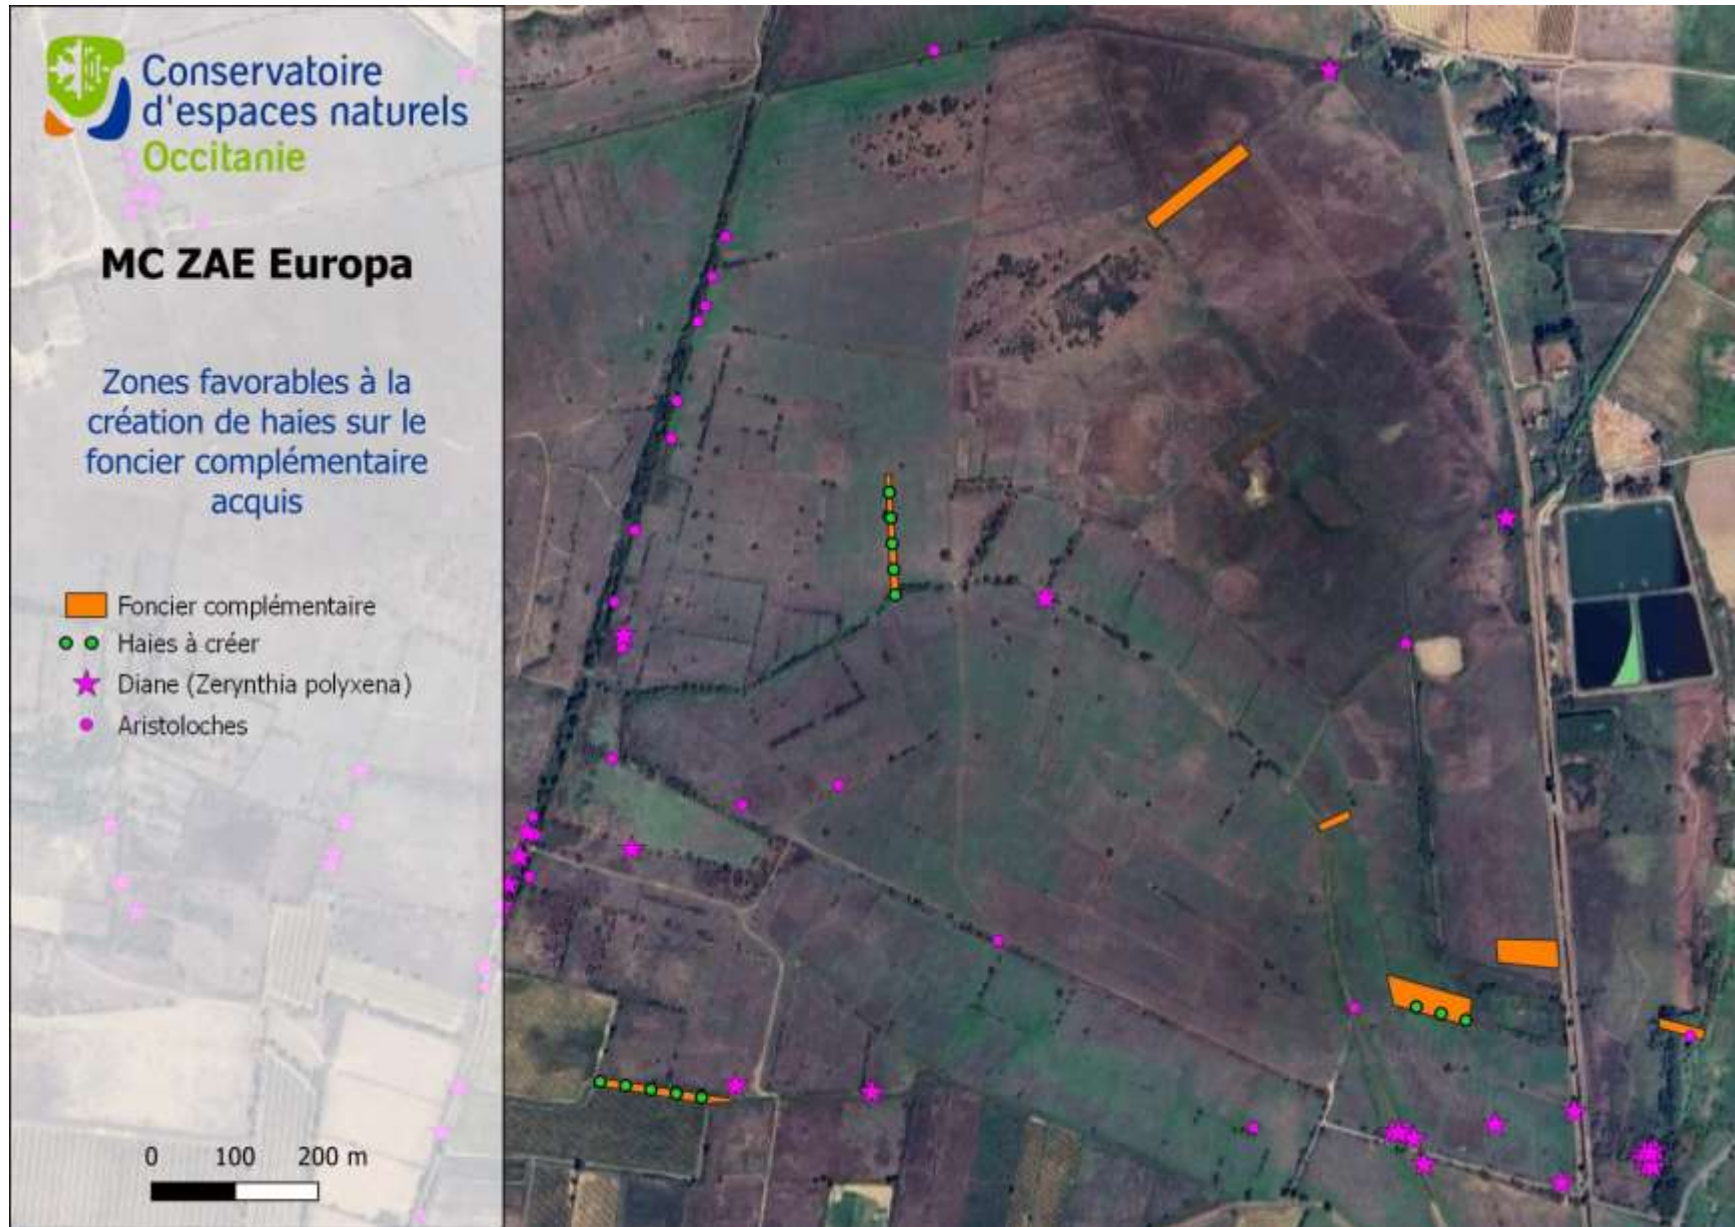 Conservatoire
d'espaces naturels
Occitanie
MC ZAE Europa
Zones favorables à la
création de haies sur le
foncier complémentaire
acquis
Foncier complémentaire
Haies à créer
Diane (Zerynthia polyxena)
Aristoloches
0 100 200 m